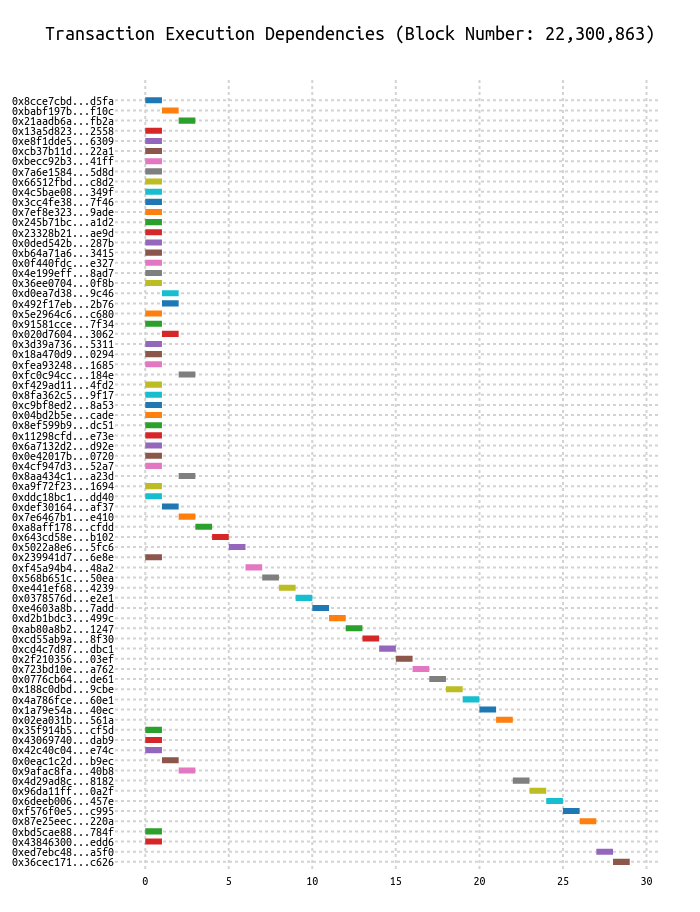 Transaction Execution Dependencies (Block Number: 22,300,863)
0x8cce7cbd...d5fa
0xbabf197b...f10c
0x21aadb6a...fb2a
0x13a5d823...2558
0xe8f1dde5...6309
0xcb37b11d...22a1
0xbecc92b3...41ff
0x7a6e1584...5d8d
0x66512fbd...c8d2
0x4c5bae08...349f
0x3cc4fe38...7f46
0x7ef8e323...9ade
0x245b71bc...a1d2
0x23328b21...ae9d
0x0ded542b...287b
0xb64a71a6...3415
0x0f440fdc...e327
0x4e199eff...8ad7
0x36ee0704...0f8b
0xd0ea7d38...9c46
0x492f17eb...2b76
0x5e2964c6...c680
0x91581cce...7f34
0x020d7604...3062
0x3d39a736...5311
0x18a470d9...0294
0xfea93248...1685
0xfc0c94cc...184e
0xf429ad11...4fd2
0x8fa362c5...9f17
0xc9bf8ed2...8a53
0x04bd2b5e...cade
0x8ef599b9...dc51
0x11298cfd...e73e
0x6a7132d2...d92e
0x0e42017b...0720
0x4cf947d3...52a7
0x8aa434c1...a23d
0xa9f72f23...1694
0xddc18bc1...dd40
0xdef30164...af37
0x7e6467b1...e410
0xa8aff178...cfdd
0x643cd58e...b102
0x5022a8e6...5fc6
0x239941d7...6e8e
0xf45a94b4...48a2
0x568b651c...50ea
0xe441ef68...4239
0x0378576d...e2e1
0xe4603a8b...7add
0xd2b1bdc3...499c
0xab80a8b2...1247
0xcd55ab9a...8f30
0xcd4c7d87...dbc1
0x2f210356...03ef
0x723bd10e...a762
0x0776cb64...de61
0x188c0dbd...9cbe
0x4a786fce...60e1
0x1a79e54a...40ec
0x02ea031b...561a
0x35f914b5...cf5d
0x43069740...dab9
0x42c40c04...e74c
0x0eac1c2d...b9ec
0x9afac8fa...40b8
0x4d29ad8c...8182
0x96da11ff...0a2f
0x6deeb006...457e
0xf576f0e5...c995
0x87e25eec...220a
0xbd5cae88...784f
0x43846300...edd6
0xed7ebc48...a5f0
0x36cec171...c626
0 5 10 15 20 25 30